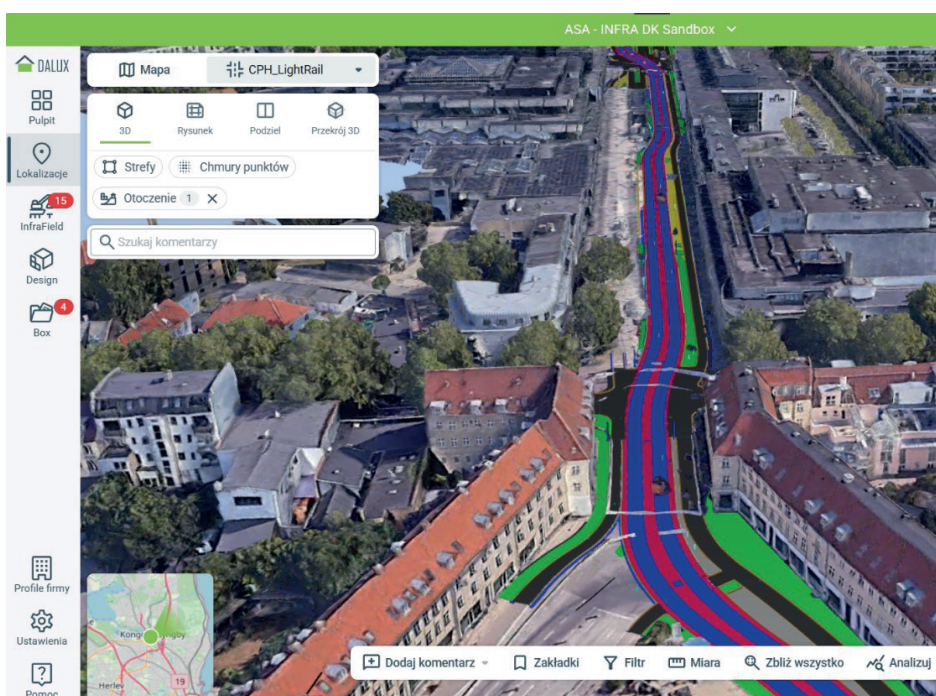 ASA - INFRA DK Sandbox
DALUX
Pulpit
Lokalizacje
15
InfraField
Design
4
Box
Profile firmy
Ustawienia
Pomoc
Mapa
CPH_LightRail
3D
Rysunek
Podziel
Przekrój 3D
Strefy
Chmury punktów
Otoczenie 1
Szukaj komentarzy
Herlev
19
Dodaj komentarz
Zakładki
Filtr
Miara
Zbliż wszystko
Analizuj